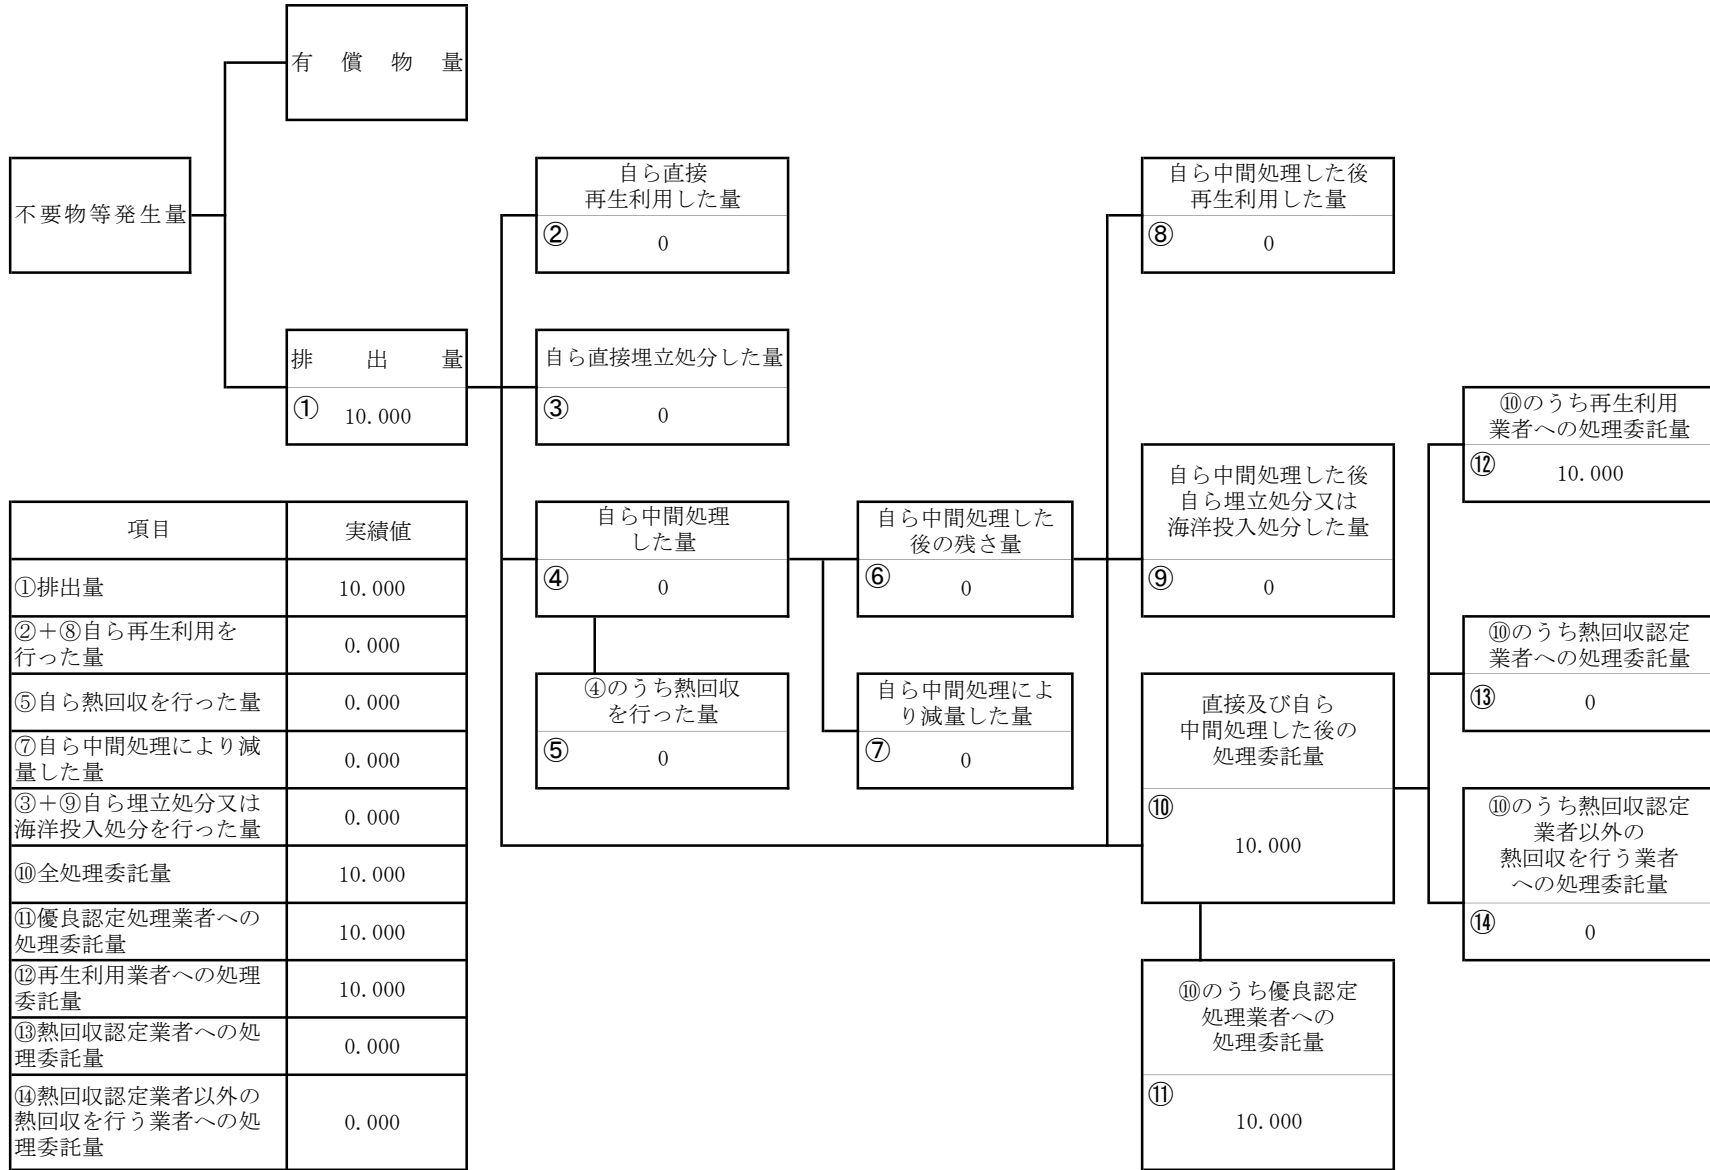 有償物量
不要物等発生量
排出量
① 10.000
自ら直接
再生利用した量
② 0
自ら直接埋立処分した量
③ 0
自ら中間処理
した量
④ 0
④のうち熱回収
を行った量
⑤ 0
自ら中間処理した
後の残さ量
⑥ 0
自ら中間処理によ
り減量した量
⑦ 0
自ら中間処理した後
再生利用した量
⑧ 0
自ら中間処理した後
自ら埋立処分又は
海洋投入処分した量
⑨ 0
直接及び自ら
中間処理した後の
処理委託量
⑩
10.000
⑩のうち優良認定
処理業者への
処理委託量
⑪
10.000
⑩のうち再生利用
業者への処理委託量
⑫ 10.000
⑩のうち熱回収認定
業者への処理委託量
⑬ 0
⑩のうち熱回収認定
業者以外の
熱回収を行う業者
への処理委託量
⑭ 0
項目 実績値
①排出量 10.000
②+⑧自ら再生利用を
行った量 0.000
⑤自ら熱回収を行った量 0.000
⑦自ら中間処理により減
量した量 0.000
③+⑨自ら埋立処分又は
海洋投入処分を行った量 0.000
⑩全処理委託量 10.000
⑪優良認定処理業者への
処理委託量 10.000
⑫再生利用業者への処理
委託量 10.000
⑬熱回収認定業者への処
理委託量 0.000
⑭熱回収認定業者以外の
熱回収を行う業者への処
理委託量 0.000